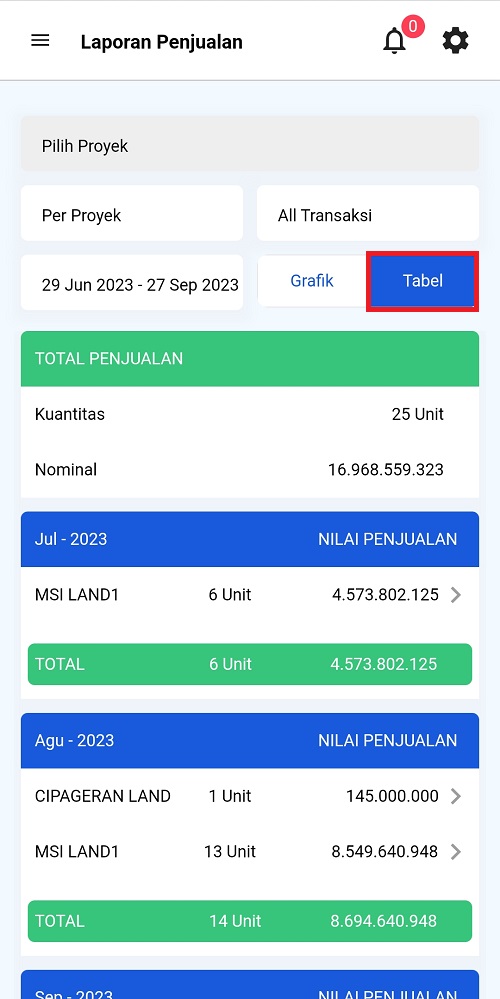 Laporan Penjualan
0
Pilih Proyek
Per Proyek
All Transaksi
29 Jun 2023 - 27 Sep 2023
Grafik
Tabel
TOTAL PENJUALAN
Kuantitas 25 Unit
Nominal 16.968.559.323
Jul - 2023 NILAI PENJUALAN
MSI LAND1 6 Unit 4.573.802.125
TOTAL 6 Unit 4.573.802.125
Agu - 2023 NILAI PENJUALAN
CIPAGERAN LAND 1 Unit 145.000.000
MSI LAND1 13 Unit 8.549.640.948
TOTAL 14 Unit 8.694.640.948
Sep - 2023 NILAI PENJUALAN